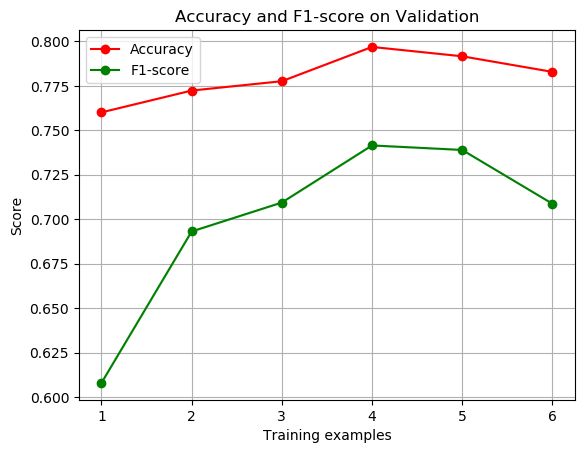 Accuracy and F1-score on Validation
Accuracy
F1-score
0.800
0.775
0.750
0.725
0.700
0.675
0.650
0.625
0.600
Score
1 2 3 4 5 6
Training examples